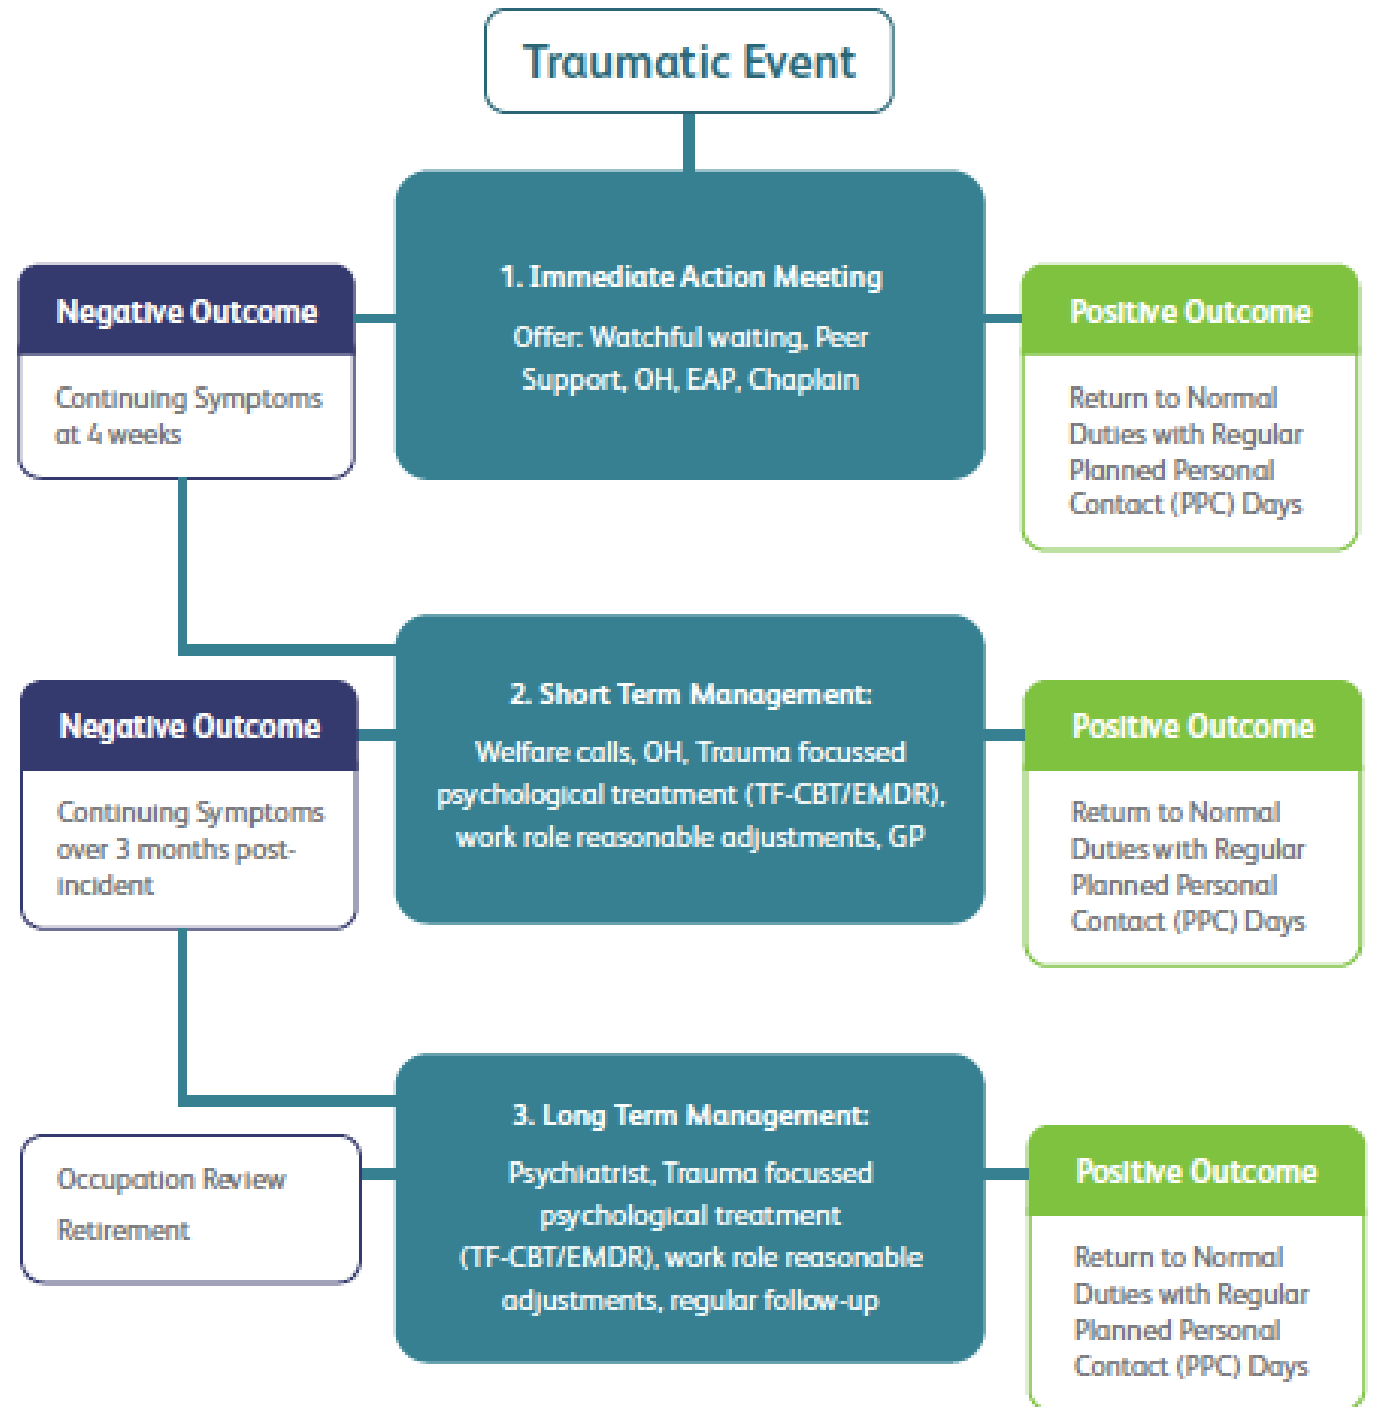 Traumatic Event
1. Immediate Action Meeting
Offer: Watchful waiting, Peer
Support, OH, EAP, Chaplain
Negative Outcome
Continuing Symptoms
at 4 weeks
Positive Outcome
Return to Normal
Duties with Regular
Planned Personal
Contact (PPC) Days
2. Short Term Management:
Welfare calls, OH, Trauma focussed
psychological treatment (TF-CBT/EMDR),
work role reasonable adjustments, GP
Negative Outcome
Continuing Symptoms
over 3 months post-
incident
Positive Outcome
Return to Normal
Duties with Regular
Planned Personal
Contact (PPC) Days
3. Long Term Management:
Psychiatrist, Trauma focussed
psychological treatment
(TF-CBT/EMDR), work role reasonable
adjustments, regular follow-up
Occupation Review
Retirement
Positive Outcome
Return to Normal
Duties with Regular
Planned Personal
Contact (PPC) Days